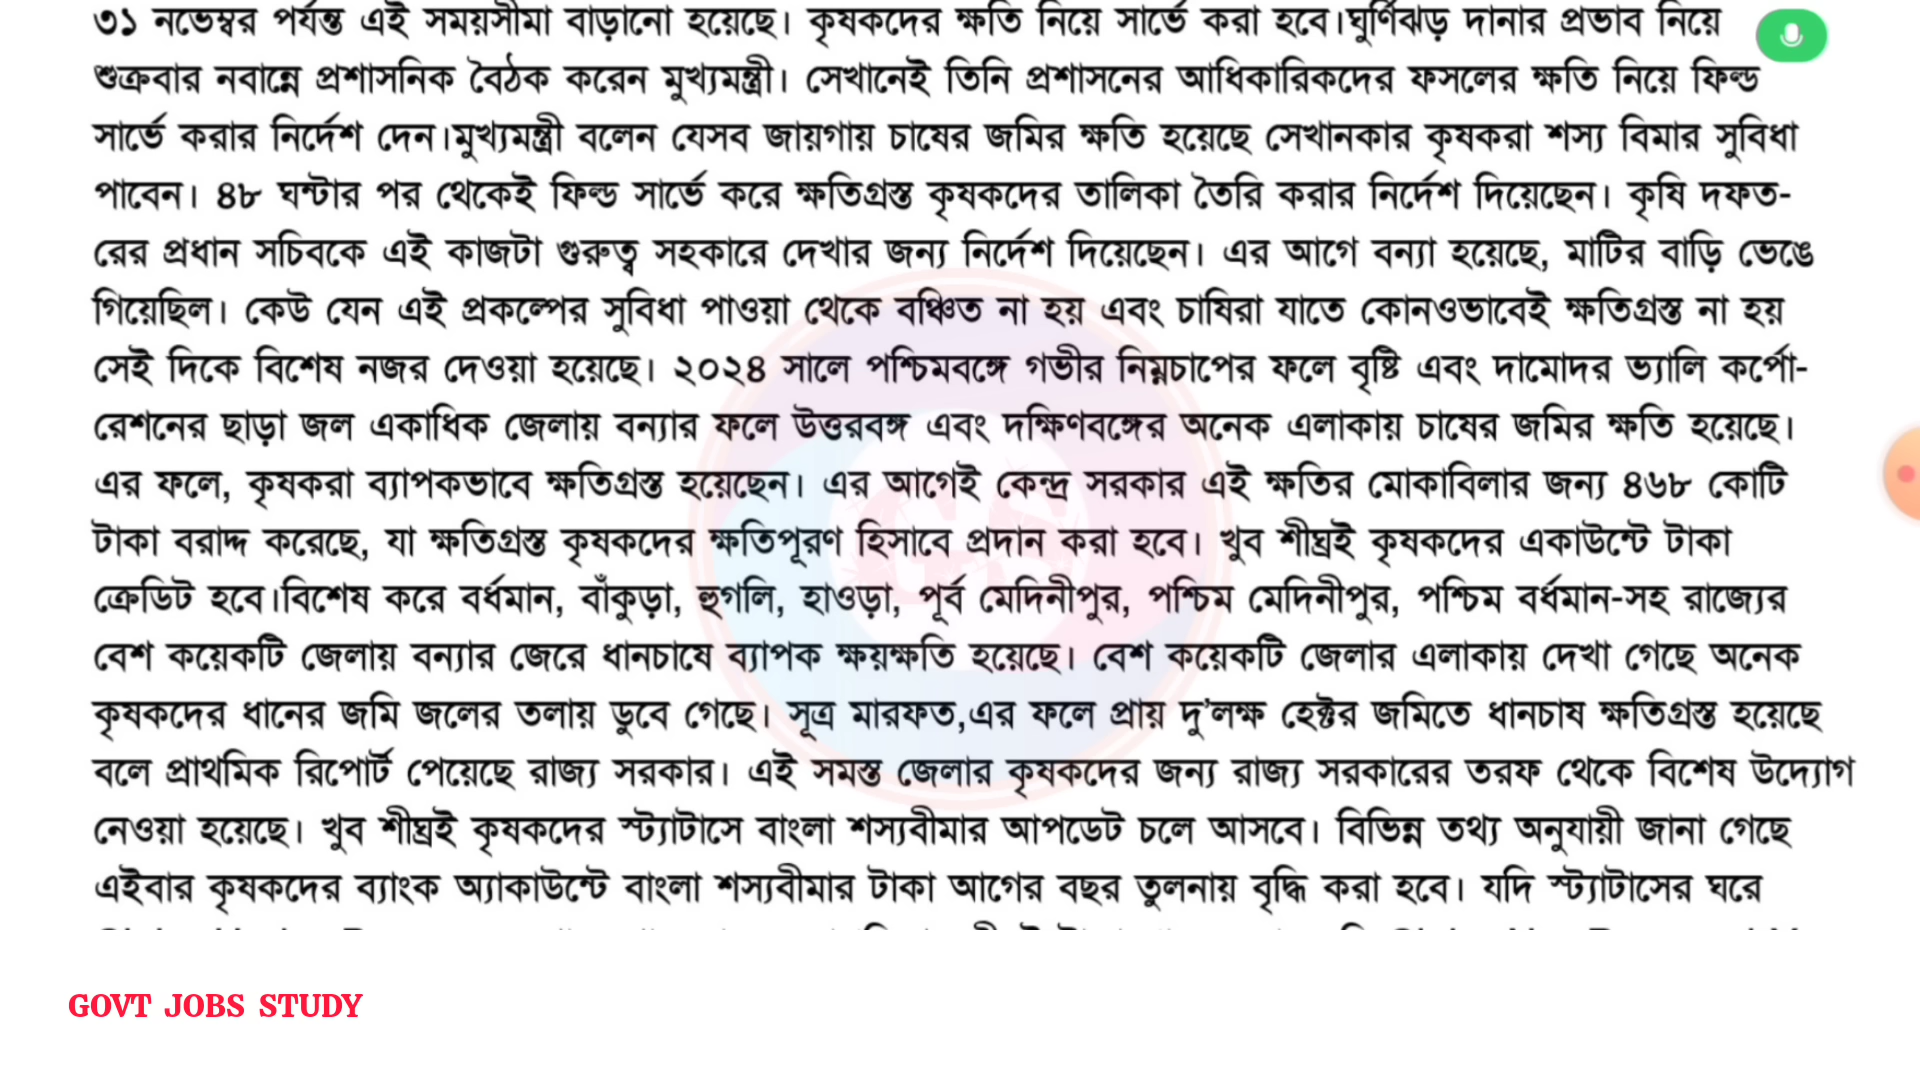 ৩১ নভেম্বর পর্যন্ত এই সময়সীমা বাড়ানো হয়েছে। কৃষকদের ক্ষতি নিয়ে সার্ভে করা হবে।ঘুর্ণিঝড় দানার প্রভাব নিয়ে
শুক্রবার নবান্নে প্রশাসনিক বৈঠক করেন মুখ্যমন্ত্রী। সেখানেই তিনি প্রশাসনের আধিকারিকদের ফসলের ক্ষতি নিয়ে ফিল্ড
সার্ভে করার নির্দেশ দেন।মুখ্যমন্ত্রী বলেন যেসব জায়গায় চাষের জমির ক্ষতি হয়েছে সেখানকার কৃষকরা শস্য বিমার সুবিধা
পাবেন। ৪৮ ঘন্টার পর থেকেই ফিল্ড সার্ভে করে ক্ষতিগ্রস্ত কৃষকদের তালিকা তৈরি করার নির্দেশ দিয়েছেন। কৃষি দফত-
রের প্রধান সচিবকে এই কাজটা গুরুত্ব সহকারে দেখার জন্য নির্দেশ দিয়েছেন। এর আগে বন্যা হয়েছে, মাটির বাড়ি ভেঙে
গিয়েছিল। কেউ যেন এই প্রকল্পের সুবিধা পাওয়া থেকে বঞ্চিত না হয় এবং চাষিরা যাতে কোনওভাবেই ক্ষতিগ্রস্ত না হয়
সেই দিকে বিশেষ নজর দেওয়া হয়েছে। ২০২৪ সালে পশ্চিমবঙ্গে গভীর নিম্নচাপের ফলে বৃষ্টি এবং দামোদর ভ্যালি কর্পো-
রেশনের ছাড়া জল একাধিক জেলায় বন্যার ফলে উত্তরবঙ্গ এবং দক্ষিণবঙ্গের অনেক এলাকায় চাষের জমির ক্ষতি হয়েছে।
এর ফলে, কৃষকরা ব্যাপকভাবে ক্ষতিগ্রস্ত হয়েছেন। এর আগেই কেন্দ্র সরকার এই ক্ষতির মোকাবিলার জন্য ৪৬৮ কোটি
টাকা বরাদ্দ করেছে, যা ক্ষতিগ্রস্ত কৃষকদের ক্ষতিপূরণ হিসাবে প্রদান করা হবে। খুব শীঘ্রই কৃষকদের একাউন্টে টাকা
ক্রেডিট হবে।বিশেষ করে বর্ধমান, বাঁকুড়া, হুগলি, হাওড়া, পূর্ব মেদিনীপুর, পশ্চিম মেদিনীপুর, পশ্চিম বর্ধমান-সহ রাজ্যের
বেশ কয়েকটি জেলায় বন্যার জেরে ধানচাষে ব্যাপক ক্ষয়ক্ষতি হয়েছে। বেশ কয়েকটি জেলার এলাকায় দেখা গেছে অনেক
কৃষকদের ধানের জমি জলের তলায় ডুবে গেছে। সূত্র মারফত,এর ফলে প্রায় দু'লক্ষ হেক্টর জমিতে ধানচাষ ক্ষতিগ্রস্ত হয়েছে
বলে প্রাথমিক রিপোর্ট পেয়েছে রাজ্য সরকার। এই সমস্ত জেলার কৃষকদের জন্য রাজ্য সরকারের তরফ থেকে বিশেষ উদ্যোগ
নেওয়া হয়েছে। খুব শীঘ্রই কৃষকদের স্ট্যাটাসে বাংলা শস্যবীমার আপডেট চলে আসবে। বিভিন্ন তথ্য অনুযায়ী জানা গেছে
এইবার কৃষকদের ব্যাংক অ্যাকাউন্টে বাংলা শস্যবীমার টাকা আগের বছর তুলনায় বৃদ্ধি করা হবে। যদি স্ট্যাটাসের ঘরে
GS
GOVT JOBS STUDY